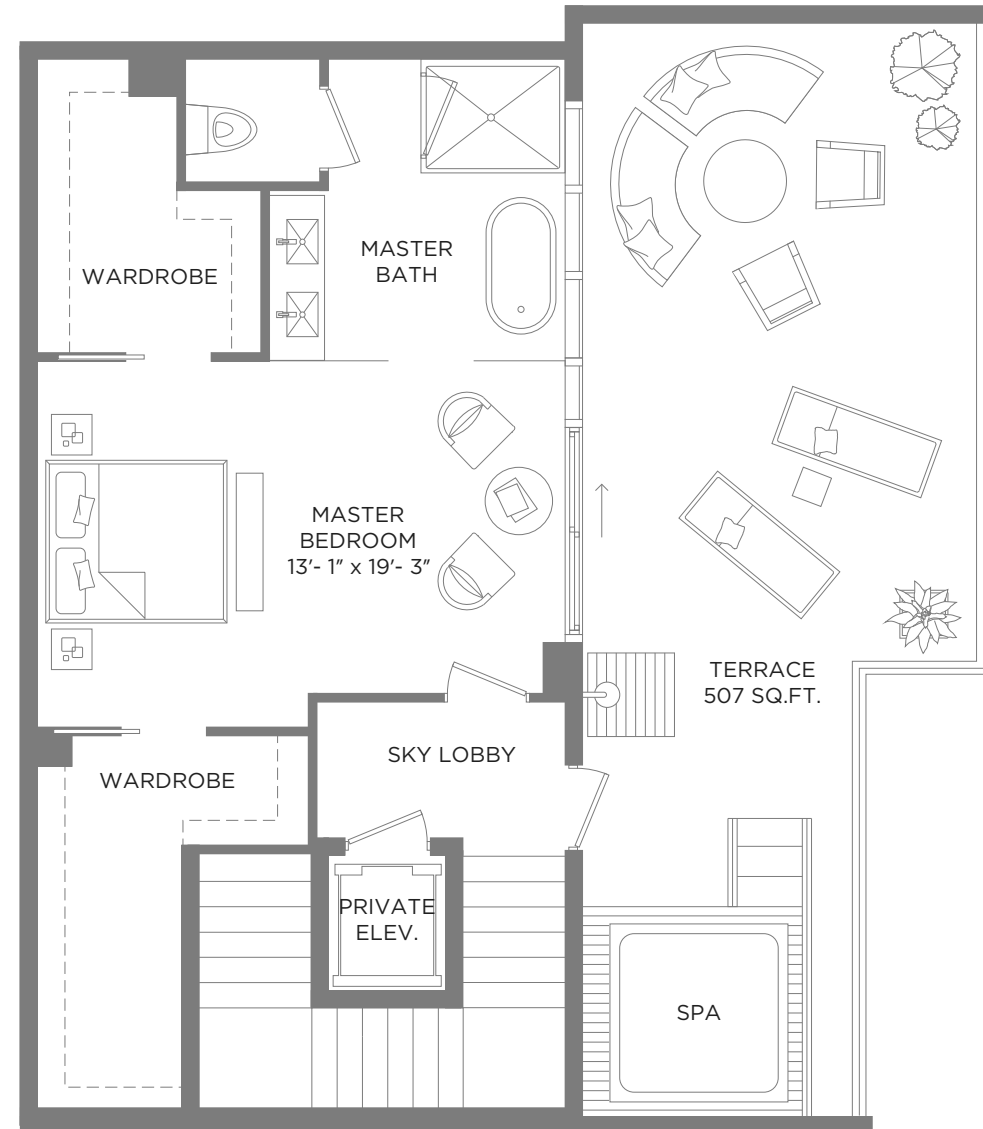 MASTER
BATH
WARDROBE
MASTER
BEDROOM
13'- 1" x 19'- 3"
TERRACE
507 SQ.FT.
SKY LOBBY
WARDROBE
PRIVATE
ELEV.
SPA